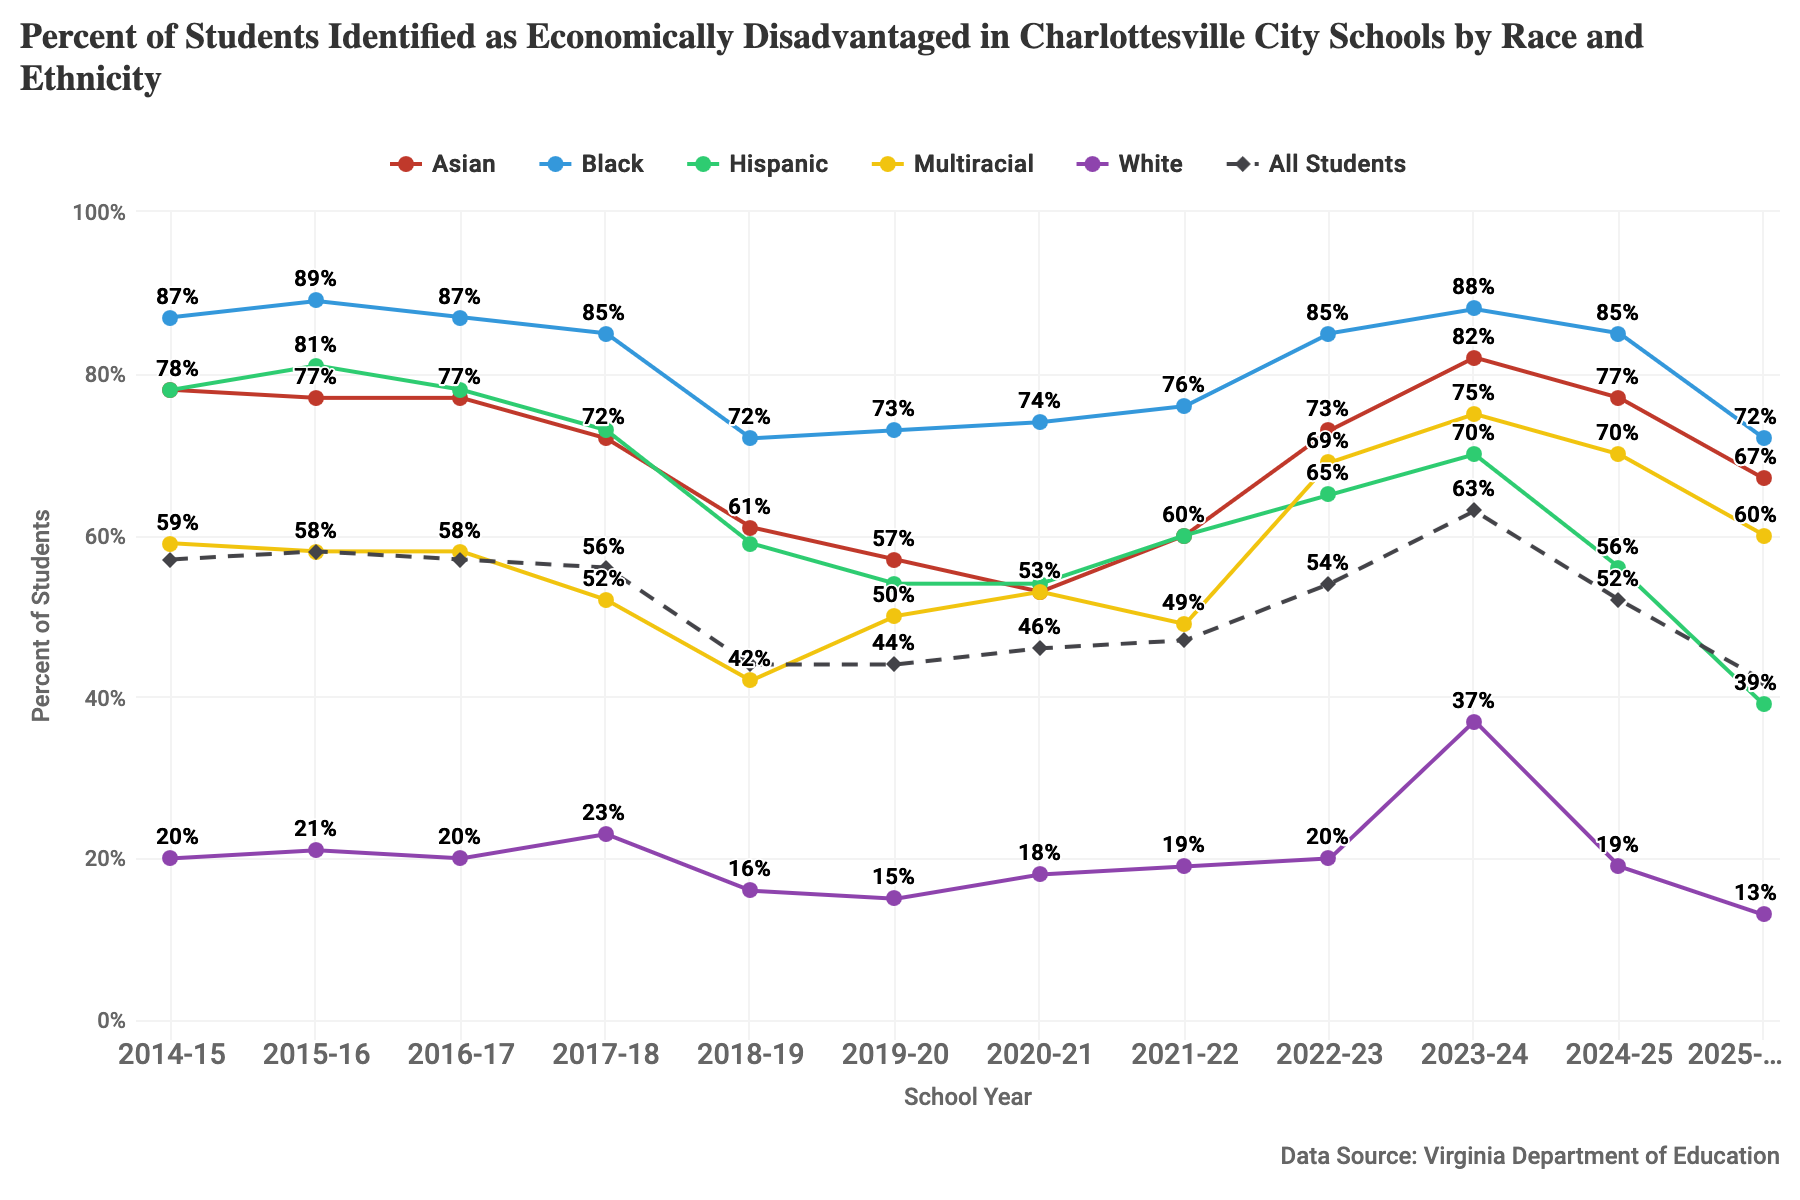 Percent of Students Identified as Economically Disadvantaged in Charlottesville City Schools by Race and
Ethnicity
Asian Black Hispanic Multiracial White All Students
100%
80%
60%
40%
20%
0%
Percent of Students
87% 89% 87% 85% 72% 73% 74% 76% 85% 88% 85% 72%
78% 77% 77% 72% 61% 57% 53% 60% 73% 82% 77% 67%
81% 65% 70% 56% 39%
59% 58% 58% 52% 42% 50% 49% 69% 75% 70% 60%
56% 44% 46% 54% 63% 52%
20% 21% 20% 23% 16% 15% 18% 19% 20% 37% 19% 13%
2014-15 2015-16 2016-17 2017-18 2018-19 2019-20 2020-21 2021-22 2022-23 2023-24 2024-25 2025-...
School Year
Data Source: Virginia Department of Education